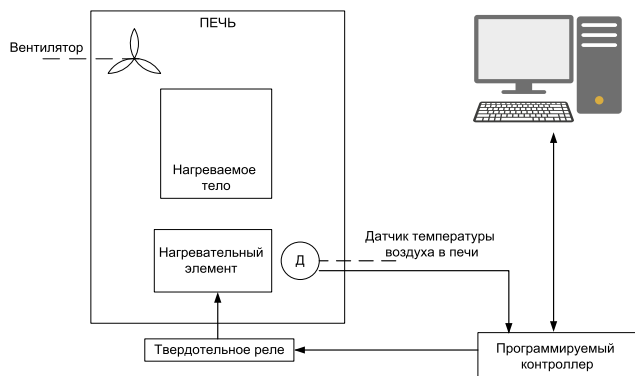 ПЕЧЬ
Вентилятор
Нагреваемое
тело
Нагревательный
элемент
Д
Датчик температуры
воздуха в печи
Твердотельное реле
Программируемый
контроллер